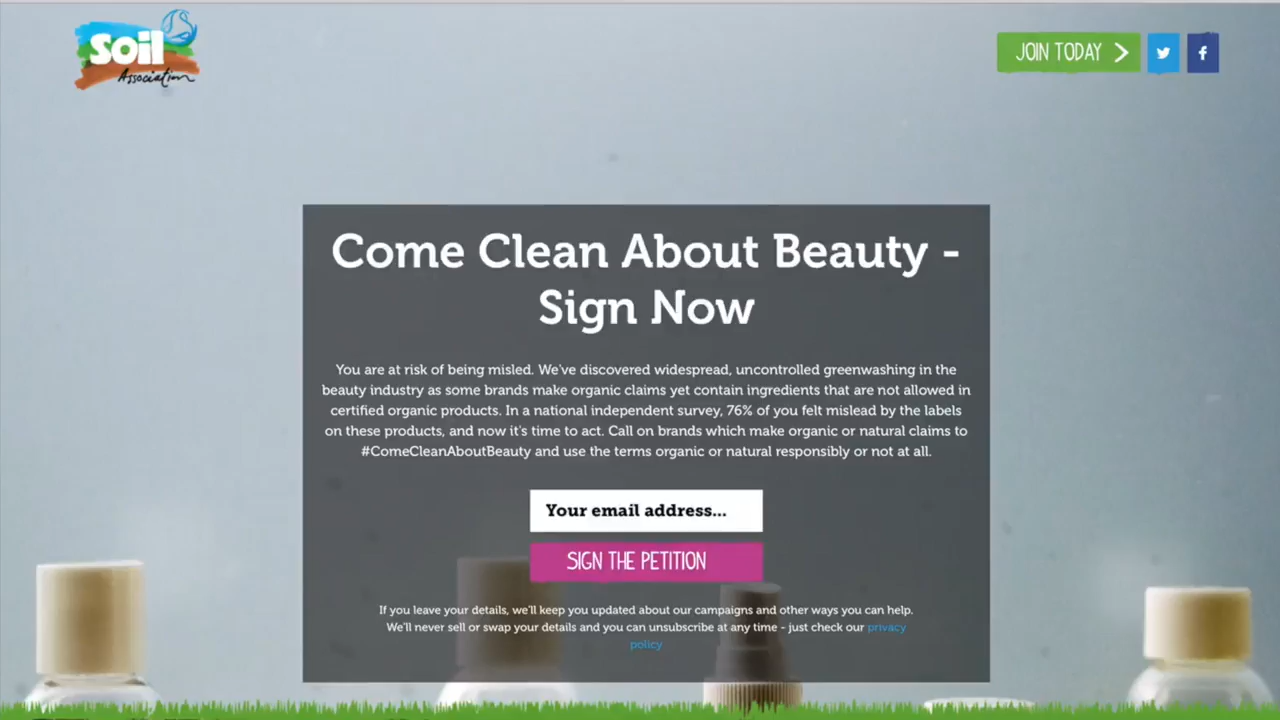 Soil
Association
JOIN TODAY
Come Clean About Beauty -
Sign Now
You are at risk of being misled. We've discovered widespread, uncontrolled greenwashing in the
beauty industry as some brands make organic claims yet contain ingredients that are not allowed in
certified organic products. In a national independent survey, 76% of you felt mislead by the labels
on these products, and now it's time to act. Call on brands which make organic or natural claims to
#ComeCleanAboutBeauty and use the terms organic or natural responsibly or not at all.
Your email address...
SIGN THE PETITION
If you leave your details, we'll keep you updated about our campaigns and other ways you can help.
We'll never sell or swap your details and you can unsubscribe at any time - just check our privacy
policy